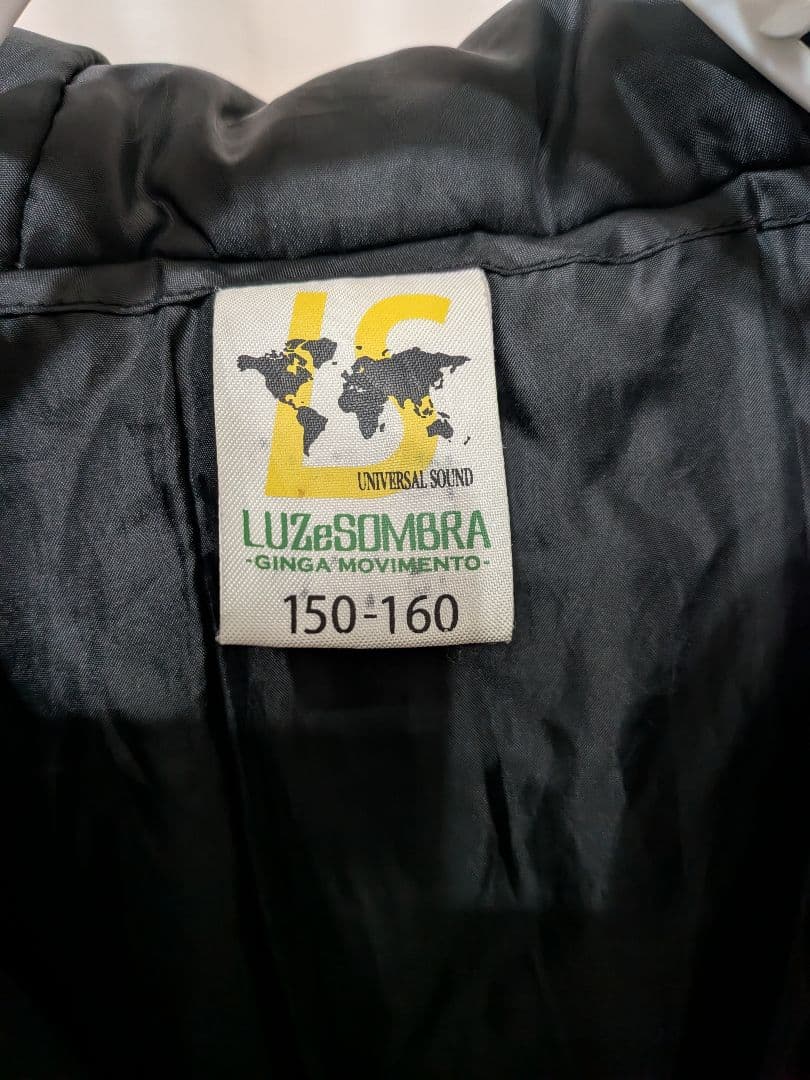 LS
UNIVERSAL SOUND
LUZeSOMBRA
-GINGA MOVIMENTO-
150-160